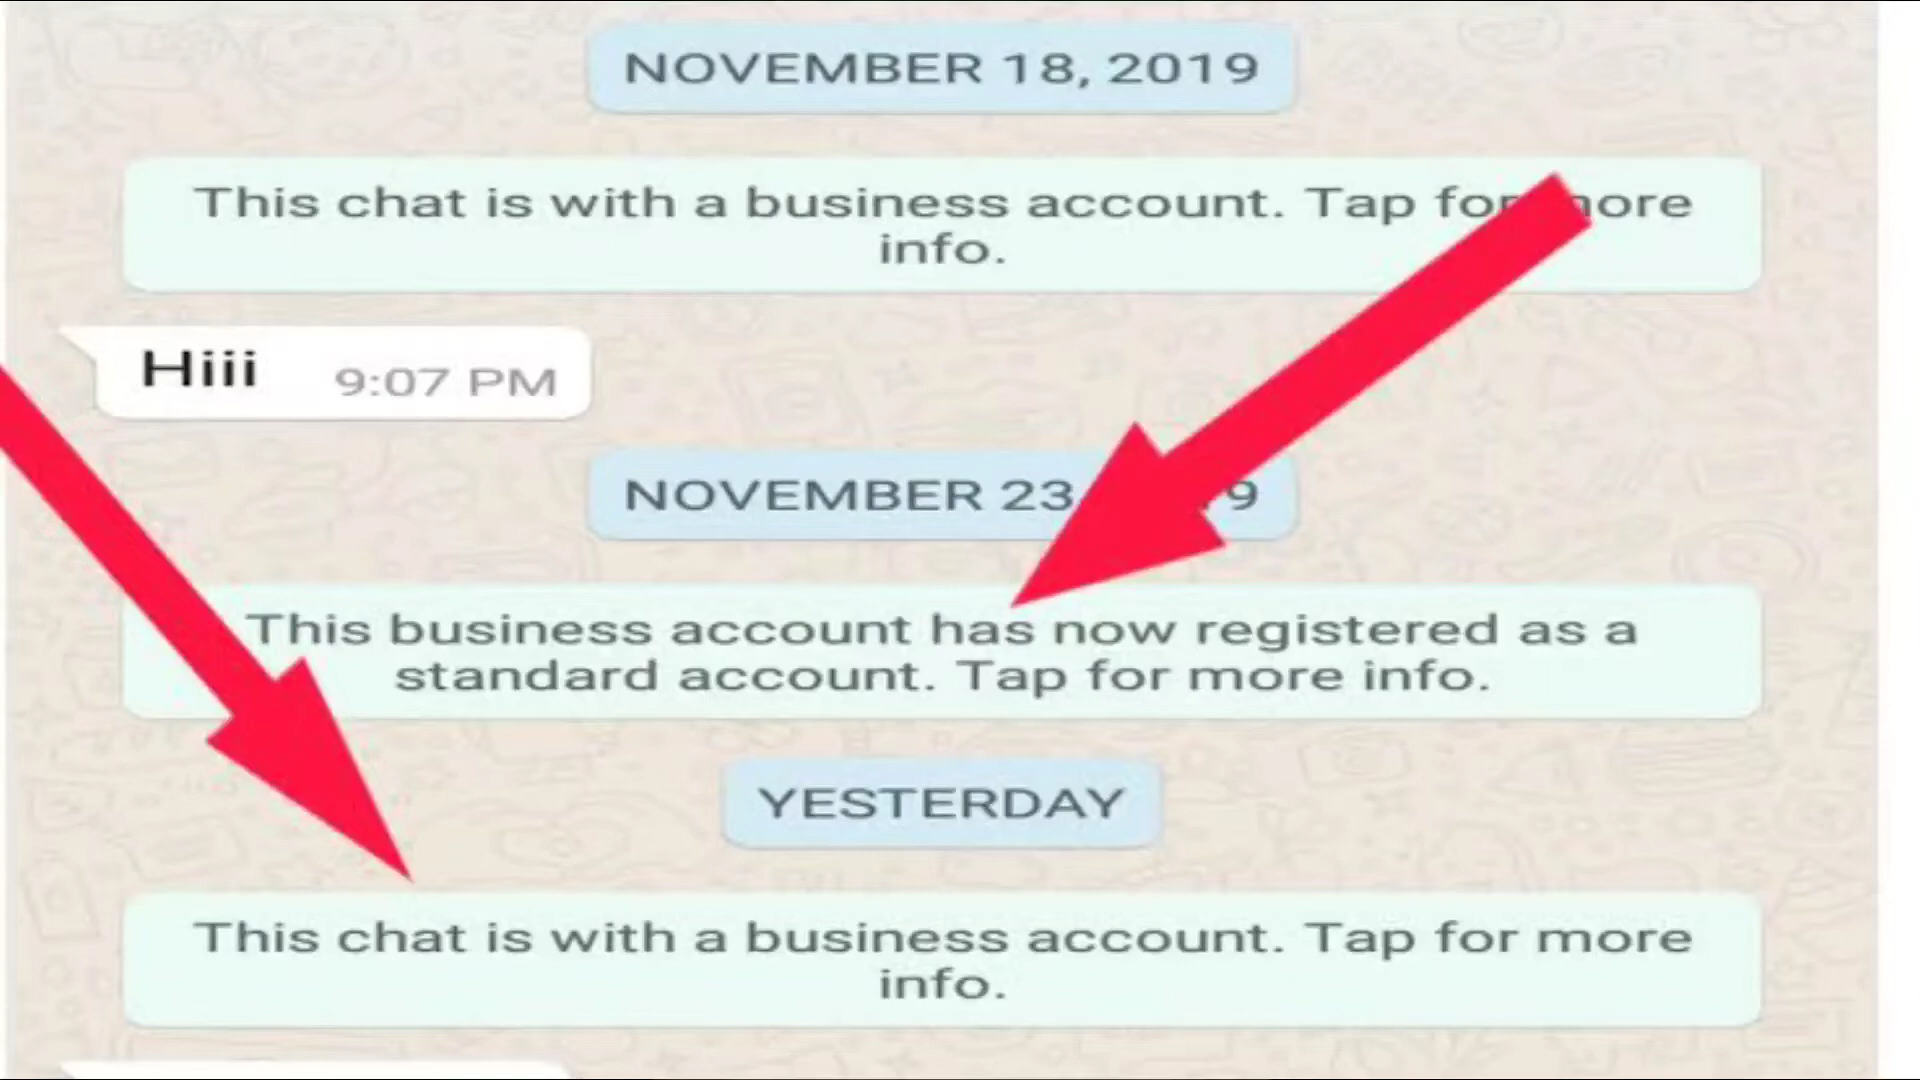 NOVEMBER 18, 2019
This chat is with a business account. Tap for more
info.
Hiii 9:07 PM
NOVEMBER 23, 2019
This business account has now registered as a
standard account. Tap for more info.
YESTERDAY
This chat is with a business account. Tap for more
info.